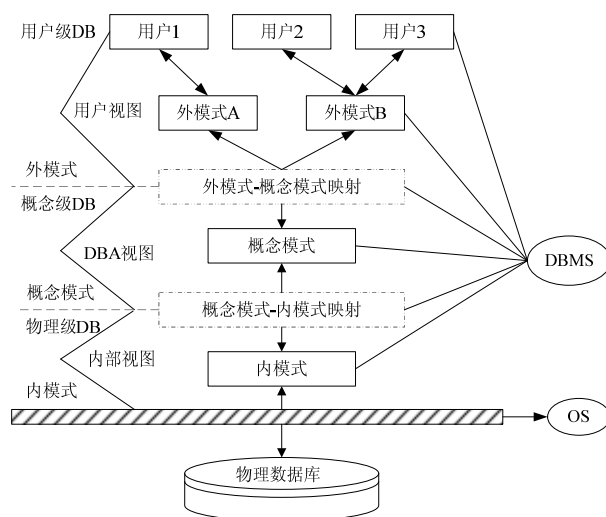 用户级DB
用户1
用户2
用户3
用户视图
外模式A
外模式B
外模式
外模式-概念模式映射
概念级DB
DBA视图
概念模式
DBMS
概念模式
概念模式-内模式映射
物理级DB
内部视图
内模式
内模式
OS
物理数据库